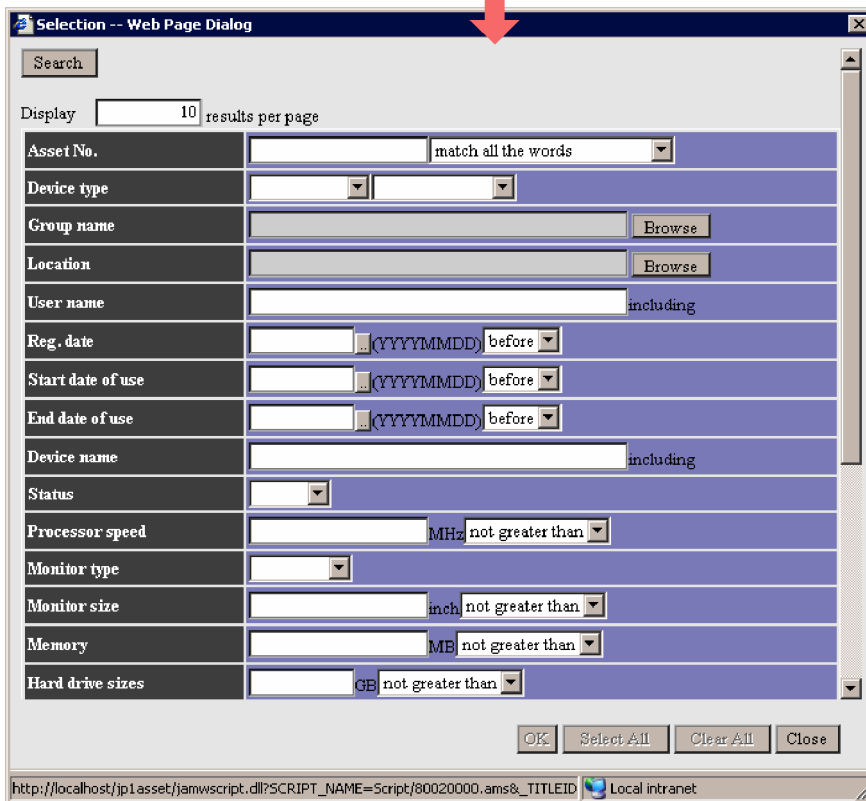 Selection -- Web Page Dialog
Search
Display 10 results per page
Asset No. match all the words
Device type
Group name Browse
Location Browse
User name including
Reg. date .. (YYYYMMDD) before
Start date of use .. (YYYYMMDD) before
End date of use .. (YYYYMMDD) before
Device name including
Status
Processor speed MHz not greater than
Monitor type
Monitor size inch not greater than
Memory MB not greater than
Hard drive sizes GB not greater than
OK Select All Clear All Close
http://localhost/jp1asset/jamwscript.dll?SCRIPT_NAME=Script/80020000.ams&_TITLEID Local intranet